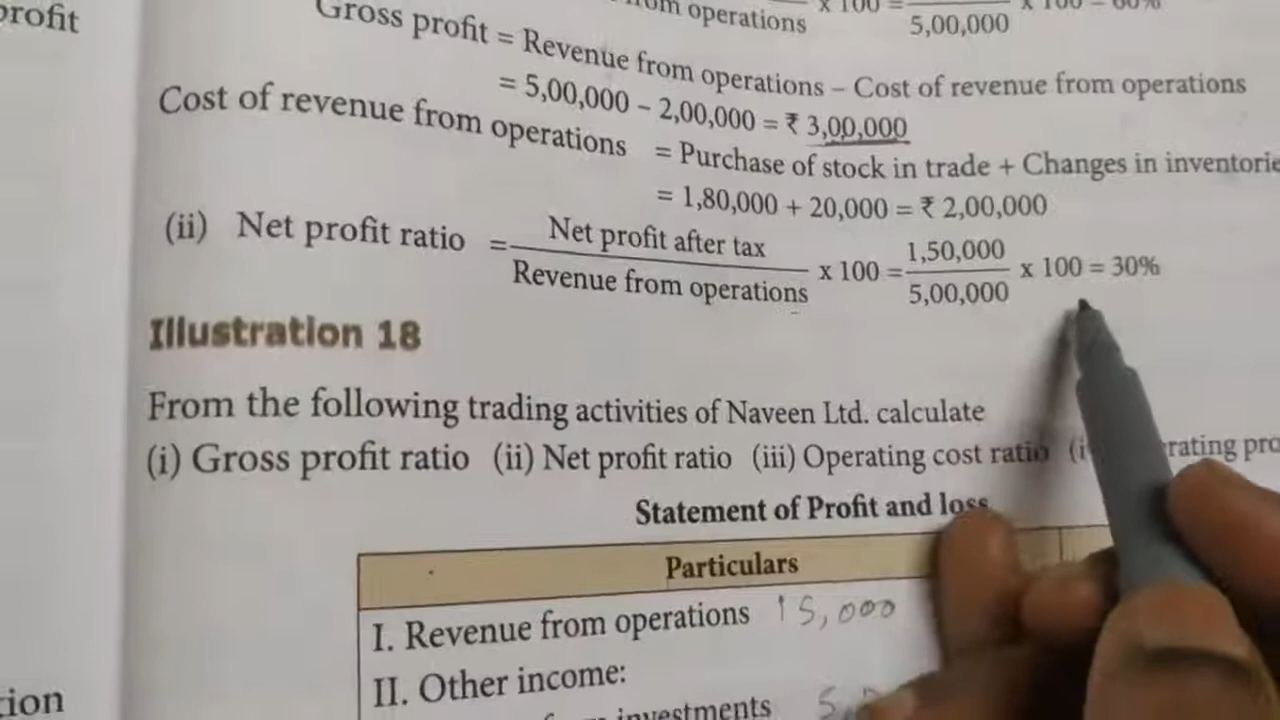 profit
operations x 100 = 5,00,000
Gross profit = Revenue from operations – Cost of revenue from operations
= 5,00,000 – 2,00,000 = ₹ 3,00,000
Cost of revenue from operations = Purchase of stock in trade + Changes in
= 1,80,000 + 20,000 = ₹ 2,00,000
(ii) Net profit ratio = Net profit after tax / Revenue from operations x 100 = 1,50,000 / 5,00,000 x 100 = 30%
Illustration 18
From the following trading activities of Naveen Ltd. calculate
(i) Gross profit ratio (ii) Net profit ratio (iii) Operating cost ratio
Statement of Profit and loss
Particulars
I. Revenue from operations 15,000
II. Other income:
investments